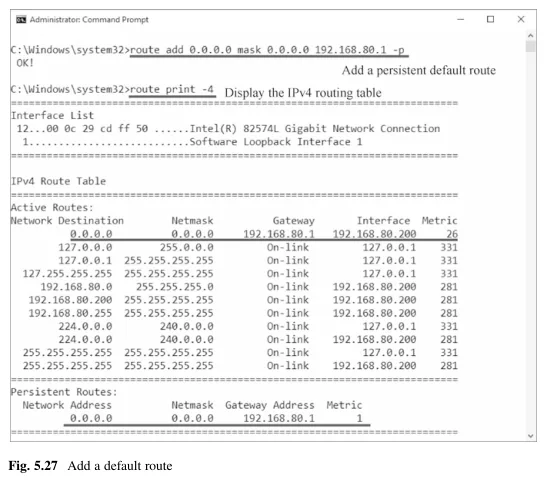 Administrator: Command Prompt
C:\Windows\system32>route add 0.0.0.0 mask 0.0.0.0 192.168.80.1 -p
OK!
Add a persistent default route
C:\Windows\system32>route print -4 Display the IPv4 routing table
===========================================================================
Interface List
12...00 0c 29 cd ff 50 ......Intel(R) 82574L Gigabit Network Connection
1...........................Software Loopback Interface 1
===========================================================================
IPv4 Route Table
===========================================================================
Active Routes:
Network Destination Netmask Gateway Interface Metric
0.0.0.0 0.0.0.0 192.168.80.1 192.168.80.200 26
127.0.0.0 255.0.0.0 On-link 127.0.0.1 331
127.0.0.1 255.255.255.255 On-link 127.0.0.1 331
127.255.255.255 255.255.255.255 On-link 127.0.0.1 331
192.168.80.0 255.255.255.0 On-link 192.168.80.200 281
192.168.80.200 255.255.255.255 On-link 192.168.80.200 281
192.168.80.255 255.255.255.255 On-link 192.168.80.200 281
224.0.0.0 240.0.0.0 On-link 127.0.0.1 331
224.0.0.0 240.0.0.0 On-link 192.168.80.200 281
255.255.255.255 255.255.255.255 On-link 127.0.0.1 331
255.255.255.255 255.255.255.255 On-link 192.168.80.200 281
===========================================================================
Persistent Routes:
Network Address Netmask Gateway Address Metric
0.0.0.0 0.0.0.0 192.168.80.1 1
===========================================================================
Fig. 5.27 Add a default route